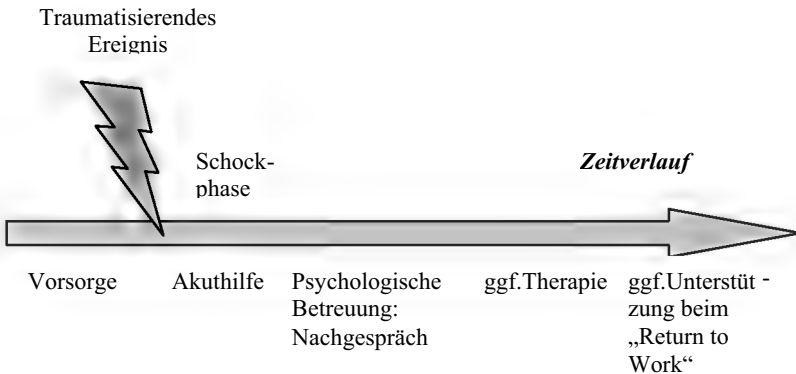 Traumatisierendes
Ereignis
Schock-
phase
Zeitverlauf
Vorsorge
Akuthilfe
Psychologische
Betreuung:
Nachgespräch
ggf.Therapie
ggf.Unterstüt -
zung beim
„Return to
Work“